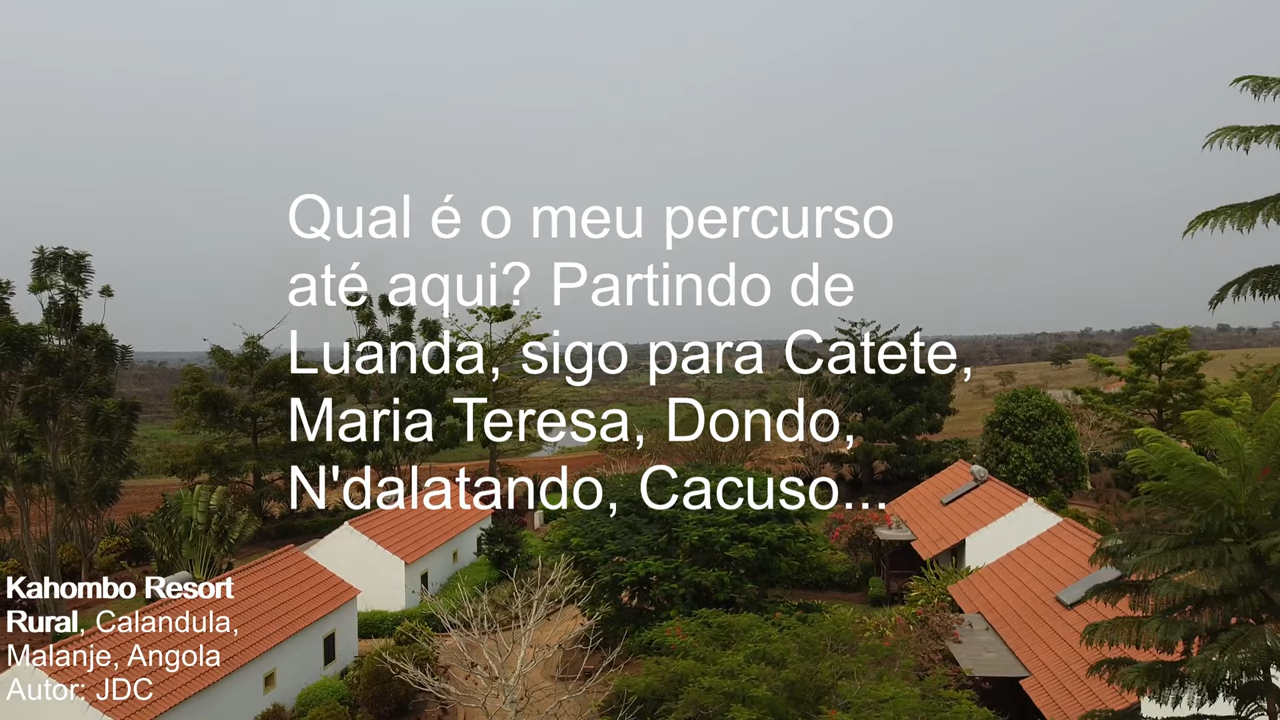 Qual é o meu percurso
até aqui? Partindo de
Luanda, sigo para Catete,
Maria Teresa, Dondo,
N'dalatando, Cacuso...
Kahombo Resort
Rural, Calandula,
Malanje, Angola
Autor: JDC